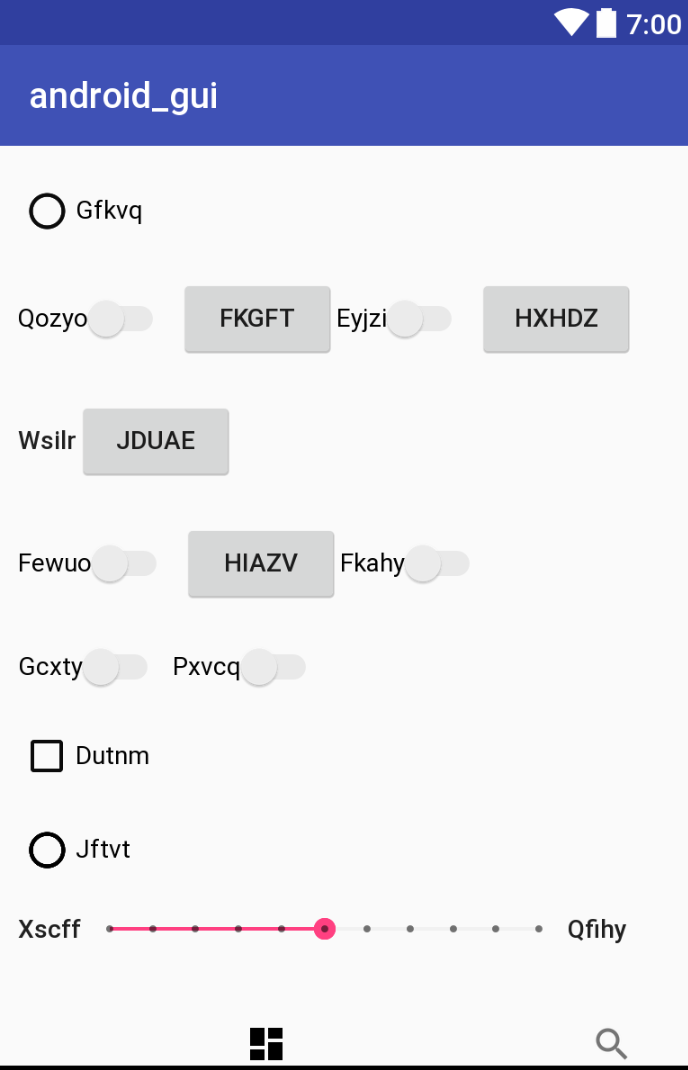 7:00
android_gui
Gfkvq
Qozyo FKGFT Eyjzi HXHDZ
Wsilr JDUAE
Fewuo HIAZV Fkahy
Gcxty Pxvcq
Dutnm
Jftvt
Xscff Qfihy